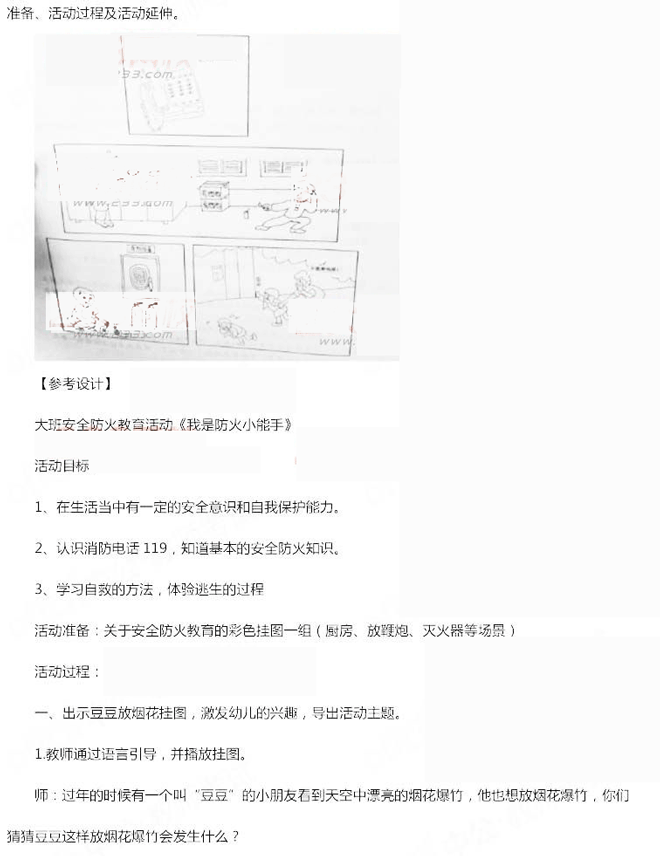 准备、活动过程及活动延伸。
33.com
www.233.com
www.
www.233.com
www.
【参考设计】
大班安全防火教育活动《我是防火小能手》
活动目标
1、在生活当中有一定的安全意识和自我保护能力。
2、认识消防电话 119，知道基本的安全防火知识。
3、学习自救的方法，体验逃生的过程
活动准备：关于安全防火教育的彩色挂图一组（厨房、放鞭炮、灭火器等场景）
活动过程：
一、出示豆豆放烟花挂图，激发幼儿的兴趣，导出活动主题。
1.教师通过语言引导，并播放挂图。
师：过年的时候有一个叫“豆豆”的小朋友看到天空中漂亮的烟花爆竹，他也想放烟花爆竹，你们
猜猜豆豆这样放烟花爆竹会发生什么？